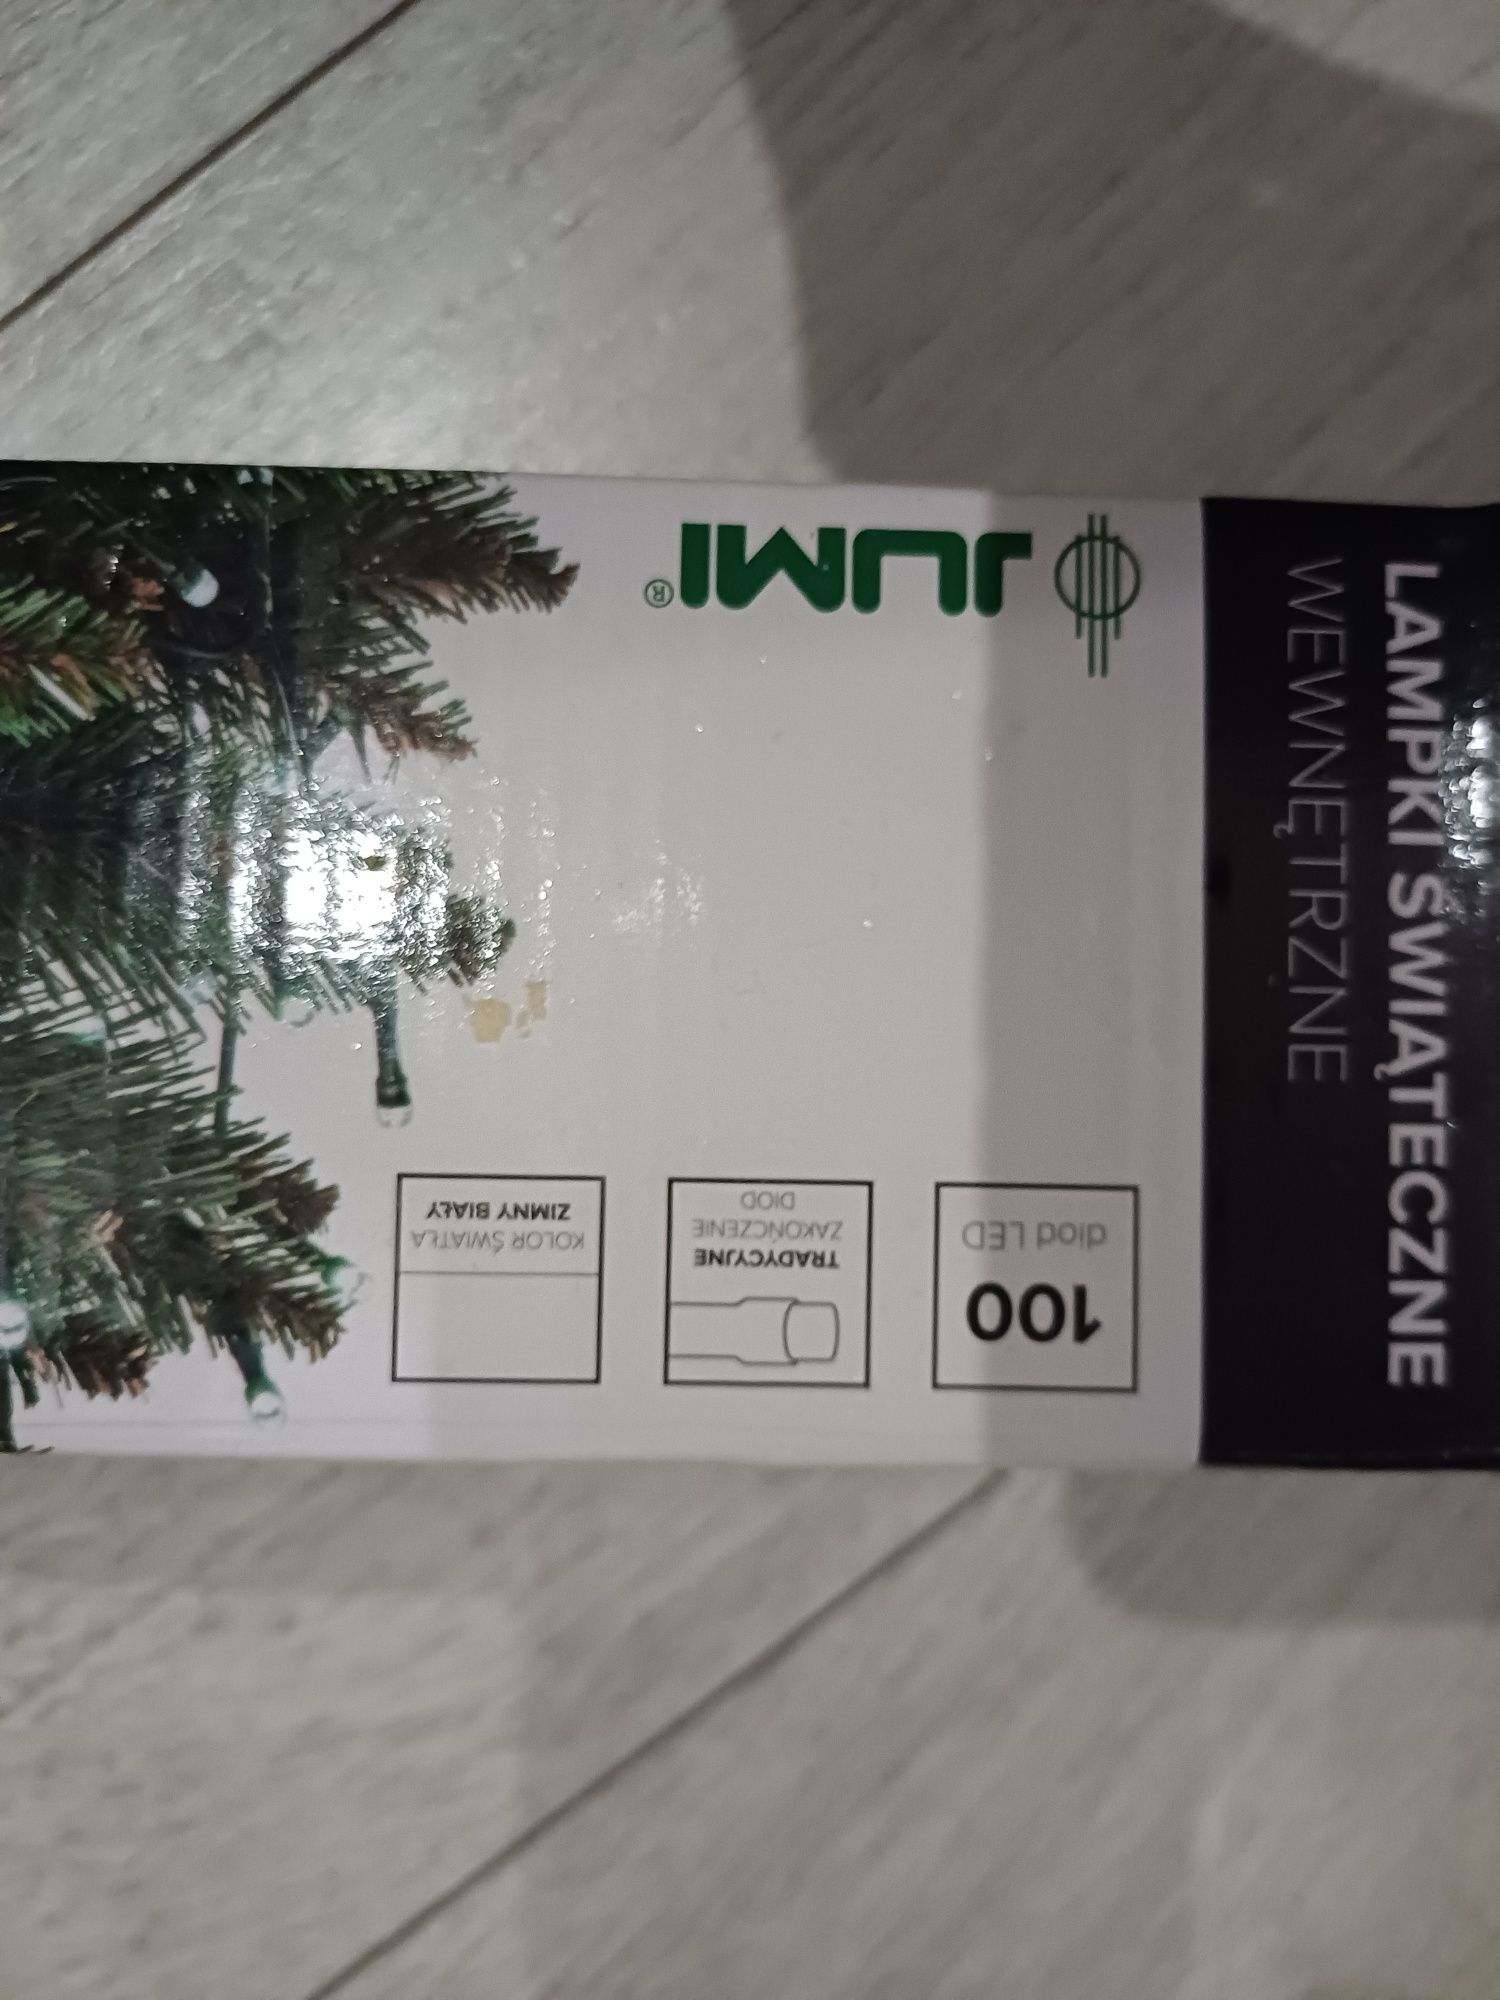 LAMPKI ŚWIĄTECZNE
WEWNĘTRZNE
JUMI®
100
diod LED
TRADYCYJNE
ZAKOŃCZENIE
DIOD
KOLOR ŚWIATŁA
ZIMNY BIAŁY